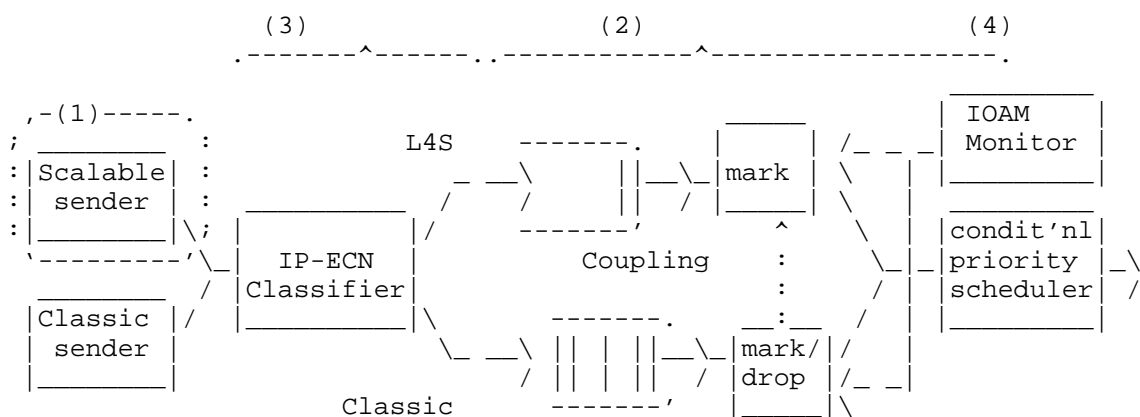 (3) (2) (4)
,-(1)-----. IOAM
L4S Monitor
Scalable mark
sender
condit'nl
IP-ECN Coupling priority
Classifier scheduler
Classic
sender mark/
drop
Classic